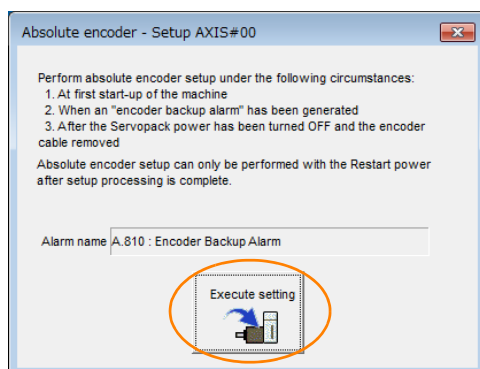 Absolute encoder - Setup AXIS#00
Perform absolute encoder setup under the following circumstances:
1. At first start-up of the machine
2. When an "encoder backup alarm" has been generated
3. After the Servopack power has been turned OFF and the encoder
cable removed
Absolute encoder setup can only be performed with the Restart power
after setup processing is complete.
Alarm name A.810 : Encoder Backup Alarm
Execute setting